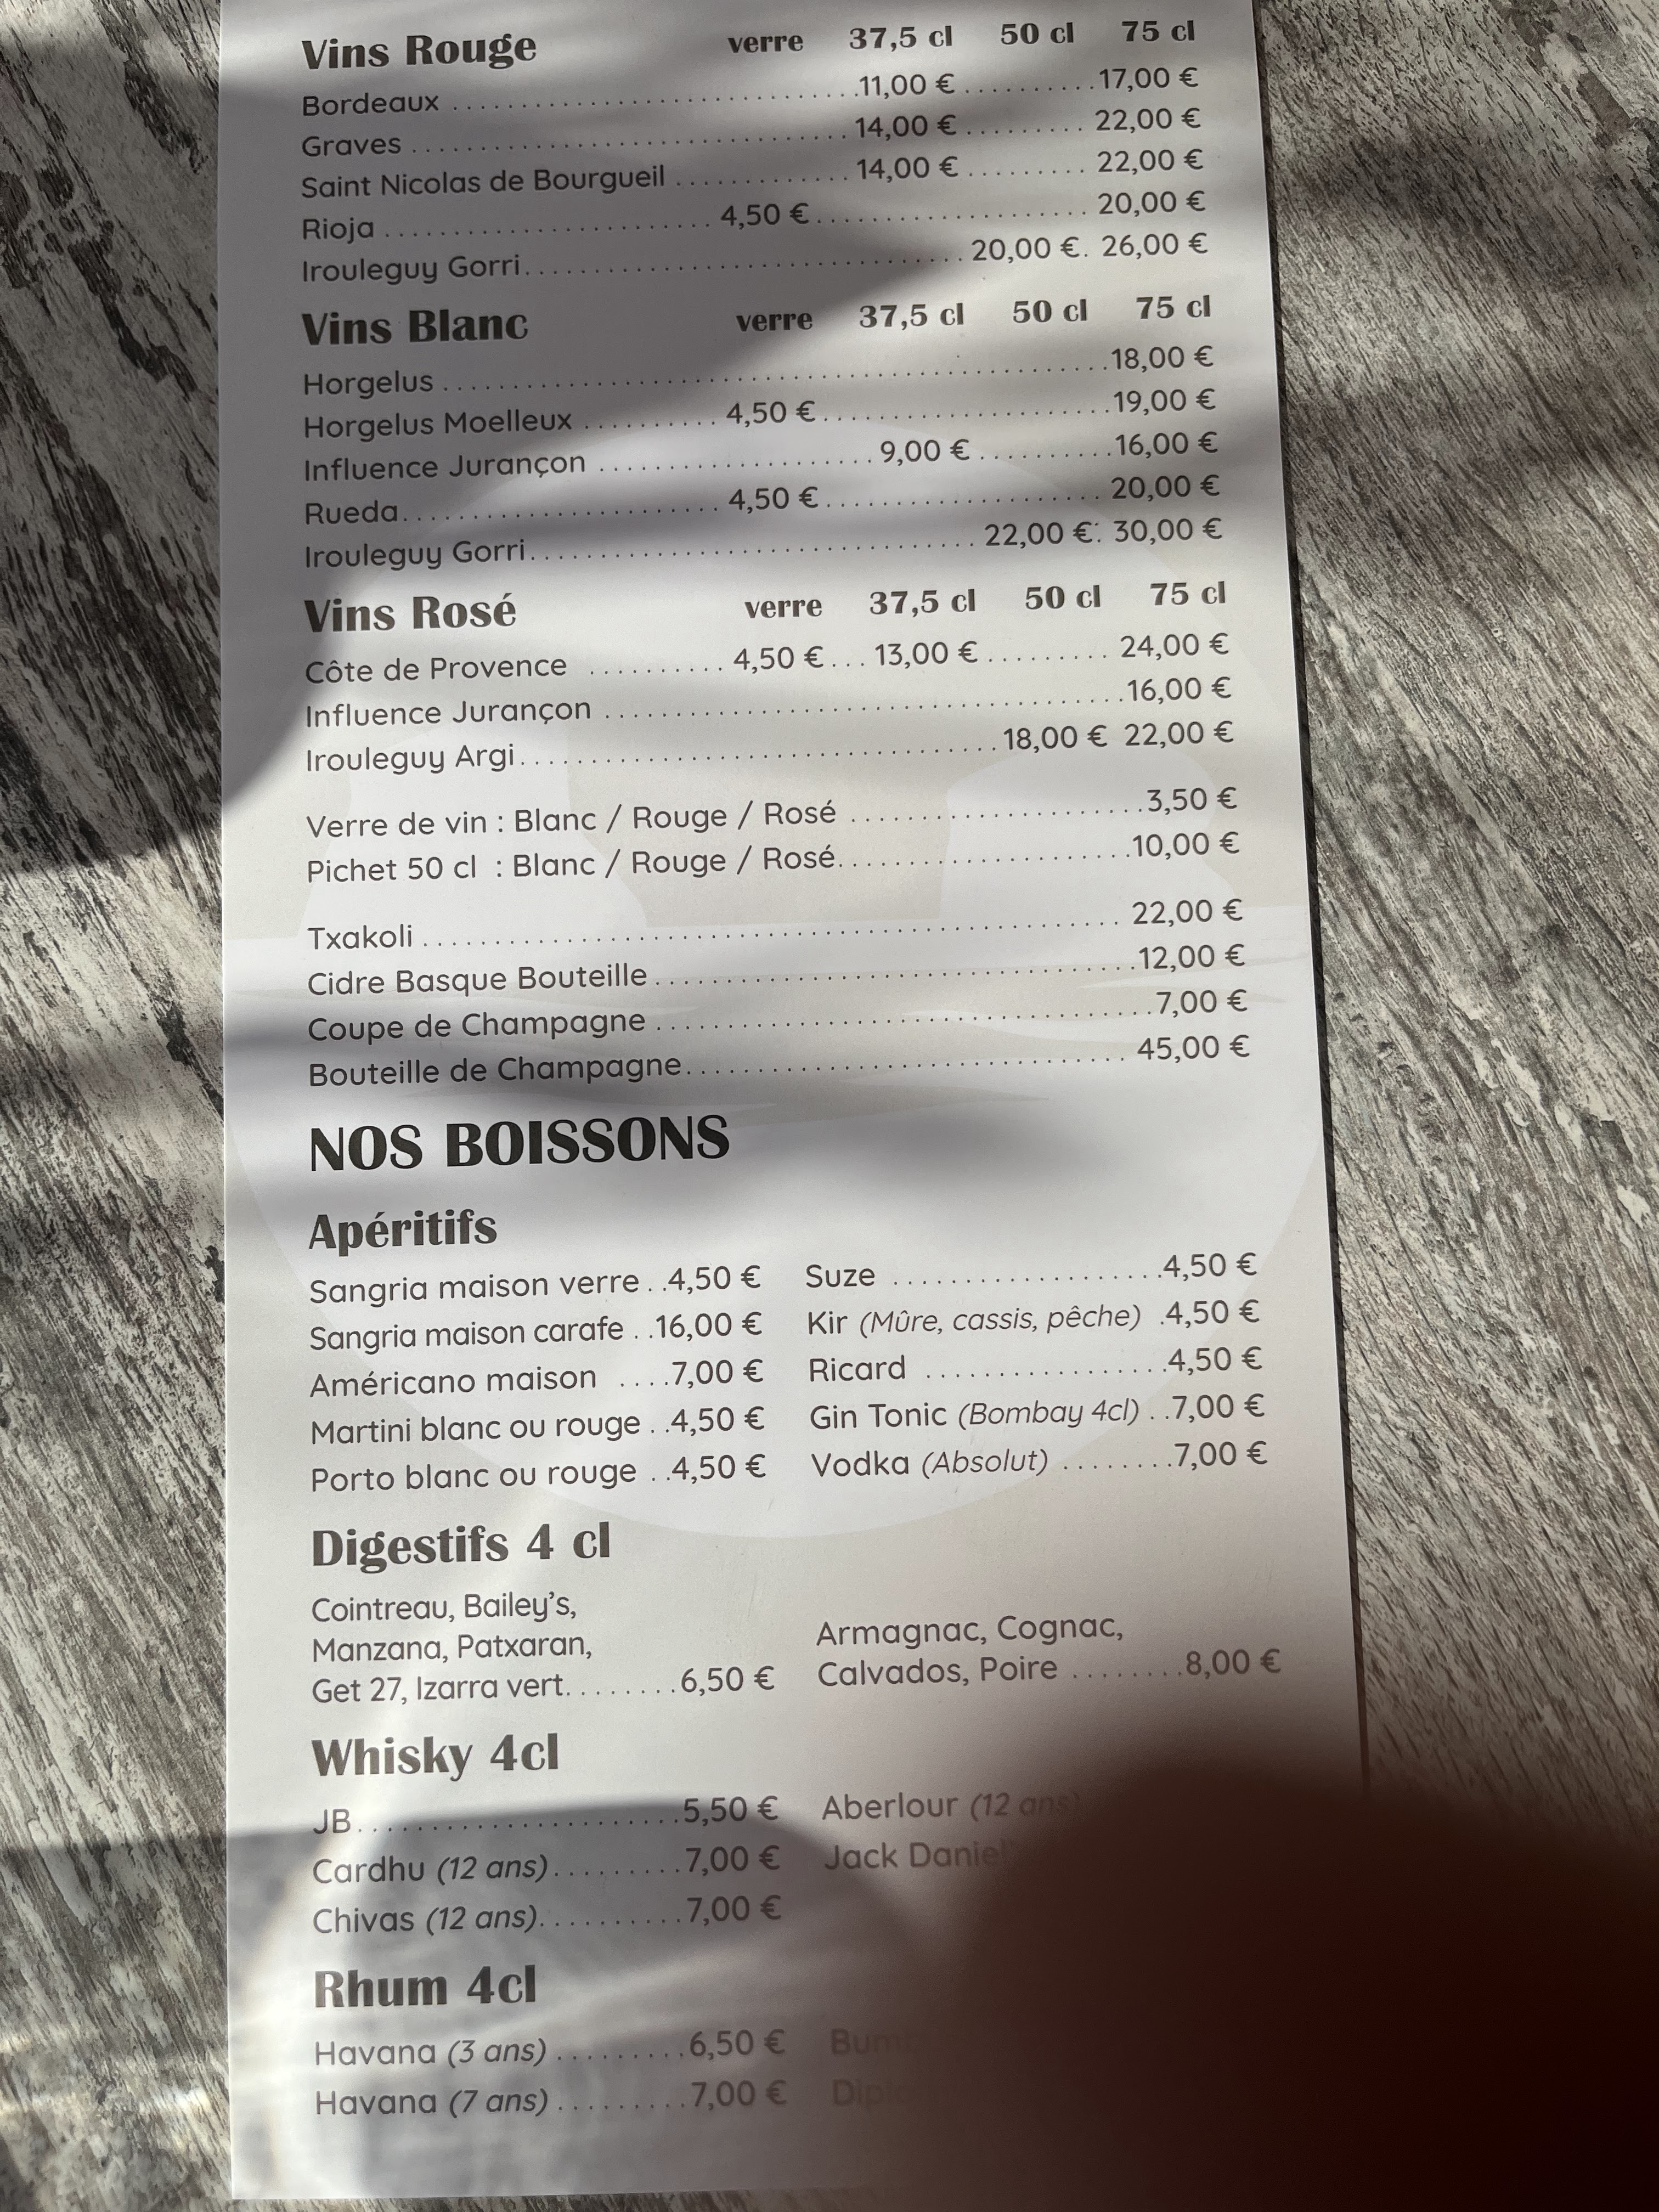 Vins Rouge verre 37,5 cl 50 cl 75 cl
Bordeaux 11,00 € 17,00 €
Graves 14,00 € 22,00 €
Saint Nicolas de Bourgueil 14,00 € 22,00 €
Rioja 4,50 € 20,00 €
Irouleguy Gorri 20,00 € 26,00 €
Vins Blanc verre 37,5 cl 50 cl 75 cl
Horgelus 18,00 €
Horgelus Moelleux 4,50 € 19,00 €
Influence Jurançon 9,00 € 16,00 €
Rueda 4,50 € 20,00 €
Irouleguy Gorri 22,00 € 30,00 €
Vins Rosé verre 37,5 cl 50 cl 75 cl
Côte de Provence 4,50 € 13,00 € 24,00 €
Influence Jurançon 16,00 €
Irouleguy Argi 18,00 € 22,00 €
Verre de vin : Blanc / Rouge / Rosé 3,50 €
Pichet 50 cl : Blanc / Rouge / Rosé 10,00 €
Txakoli 22,00 €
Cidre Basque Bouteille 12,00 €
Coupe de Champagne 7,00 €
Bouteille de Champagne 45,00 €
NOS BOISSONS
Apéritifs
Sangria maison verre 4,50 €
Sangria maison carafe 16,00 €
Américano maison 7,00 €
Martini blanc ou rouge 4,50 €
Porto blanc ou rouge 4,50 €
Suze 4,50 €
Kir (Mûre, cassis, pêche) 4,50 €
Ricard 4,50 €
Gin Tonic (Bombay 4cl) 7,00 €
Vodka (Absolut) 7,00 €
Digestifs 4 cl
Cointreau, Bailey's,
Manzana, Patxaran,
Get 27, Izarra vert 6,50 €
Armagnac, Cognac,
Calvados, Poire 8,00 €
Whisky 4cl
JB 5,50 €
Cardhu (12 ans) 7,00 €
Chivas (12 ans) 7,00 €
Aberlour (12 ans)
Jack
Rhum 4cl
Havana (3 ans) 6,50 €
Havana (7 ans) 7,00 €